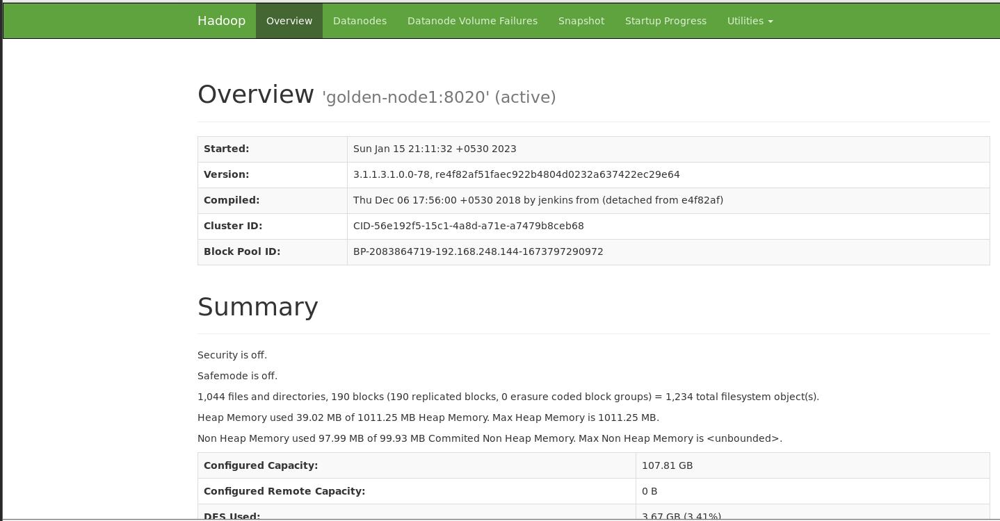 Hadoop Overview Datanodes Datanode Volume Failures Snapshot Startup Progress Utilities
Overview 'golden-node1:8020' (active)
Started: Sun Jan 15 21:11:32 +0530 2023
Version: 3.1.1.3.1.0.0-78, re4f82af51faec922b4804d0232a637422ec29e64
Compiled: Thu Dec 06 17:56:00 +0530 2018 by jenkins from (detached from e4f82af)
Cluster ID: CID-56e192f5-15c1-4a8d-a71e-a7479b8ceb68
Block Pool ID: BP-2083864719-192.168.248.144-1673797290972
Summary
Security is off.
Safemode is off.
1,044 files and directories, 190 blocks (190 replicated blocks, 0 erasure coded block groups) = 1,234 total filesystem object(s).
Heap Memory used 39.02 MB of 1011.25 MB Heap Memory. Max Heap Memory is 1011.25 MB.
Non Heap Memory used 97.99 MB of 99.93 MB Commited Non Heap Memory. Max Non Heap Memory is <unbounded>.
Configured Capacity: 107.81 GB
Configured Remote Capacity: 0 B
DFS Used: 3.67 GB (3.41%)